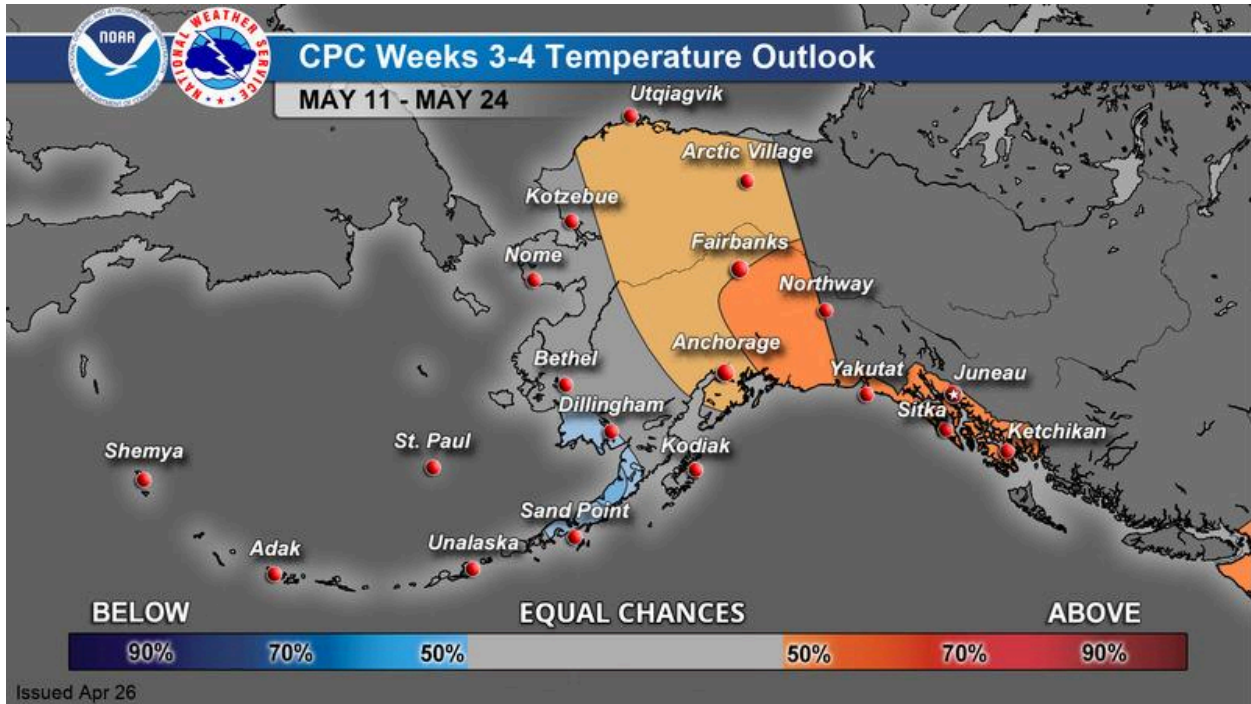 NOAA
NATIONAL WEATHER SERVICE
CPC Weeks 3-4 Temperature Outlook
MAY 11 - MAY 24
Utqiagvik
Arctic Village
Kotzebue
Fairbanks
Nome
Northway
Anchorage
Bethel
Yakutat
Juneau
Dillingham
Sitka
Ketchikan
St. Paul
Kodiak
Shemya
Sand Point
Unalaska
Adak
BELOW
EQUAL CHANCES
ABOVE
90%
70%
50%
50%
70%
90%
Issued Apr 26